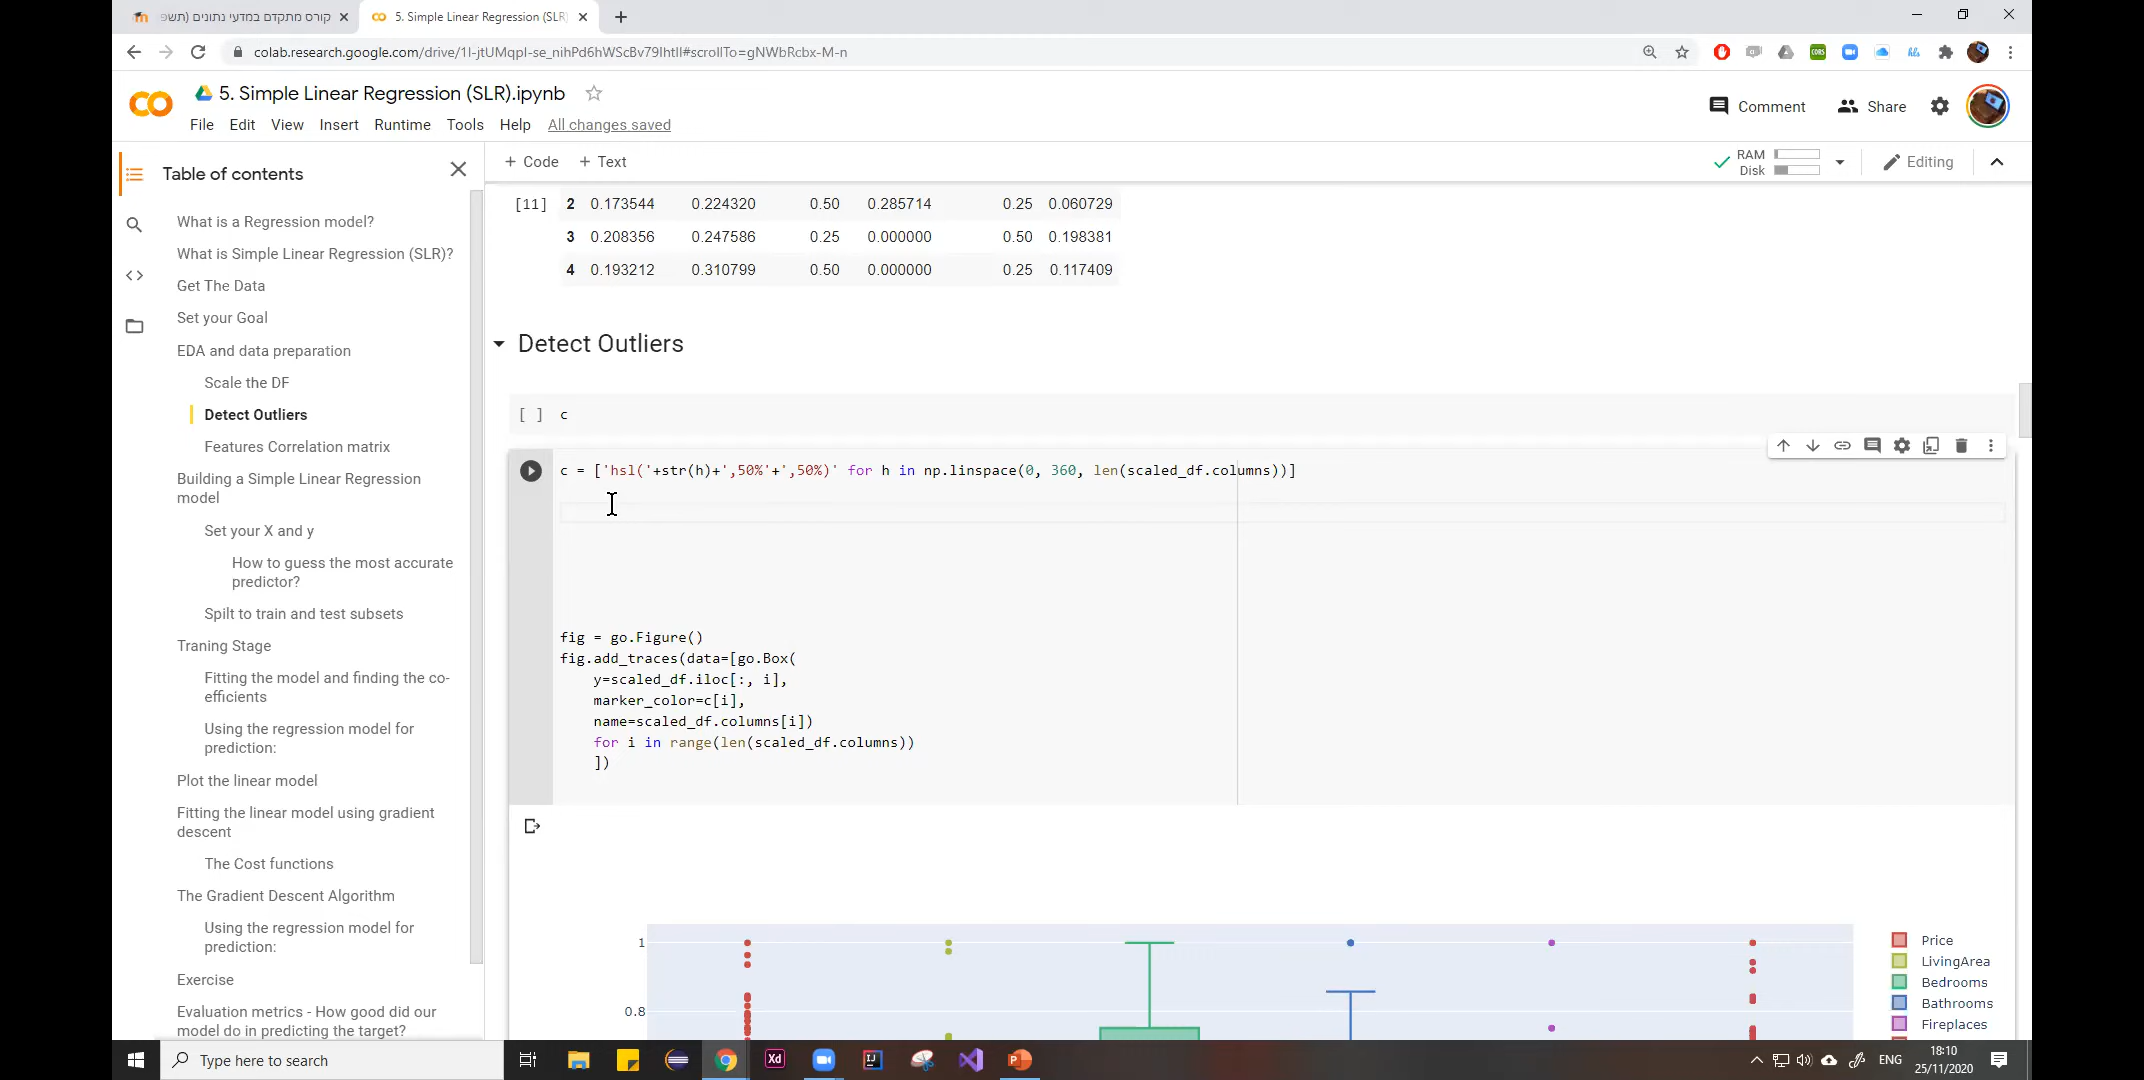 קורס מתקדם במדעי נתונים (תשפ
5. Simple Linear Regression (SLR)
colab.research.google.com/drive/1I-jtUMqpI-se_nihPd6hWScBv79IhtlI#scrollTo=gNWbRcbx-M-n
5. Simple Linear Regression (SLR).ipynb
Comment
Share
File Edit View Insert Runtime Tools Help All changes saved
Table of contents
+ Code + Text
RAM
Disk
Editing
What is a Regression model?
What is Simple Linear Regression (SLR)?
Get The Data
Set your Goal
EDA and data preparation
Scale the DF
Detect Outliers
Features Correlation matrix
Building a Simple Linear Regression
model
Set your X and y
How to guess the most accurate
predictor?
Spilt to train and test subsets
Traning Stage
Fitting the model and finding the co-
efficients
Using the regression model for
prediction:
Plot the linear model
Fitting the linear model using gradient
descent
The Cost functions
The Gradient Descent Algorithm
Using the regression model for
prediction:
Exercise
Evaluation metrics - How good did our
model do in predicting the target?
[11] 2 0.173544 0.224320 0.50 0.285714 0.25 0.060729
3 0.208356 0.247586 0.25 0.000000 0.50 0.198381
4 0.193212 0.310799 0.50 0.000000 0.25 0.117409
Detect Outliers
[ ] c
c = ['hsl('+str(h)+',50%'+',50%)' for h in np.linspace(0, 360, len(scaled_df.columns))]
fig = go.Figure()
fig.add_traces(data=[go.Box(
y=scaled_df.iloc[:, i],
marker_color=c[i],
name=scaled_df.columns[i])
for i in range(len(scaled_df.columns))
])
1
0.8
Price
LivingArea
Bedrooms
Bathrooms
Fireplaces
Type here to search
Xd
IJ
P
ENG
18:10
25/11/2020